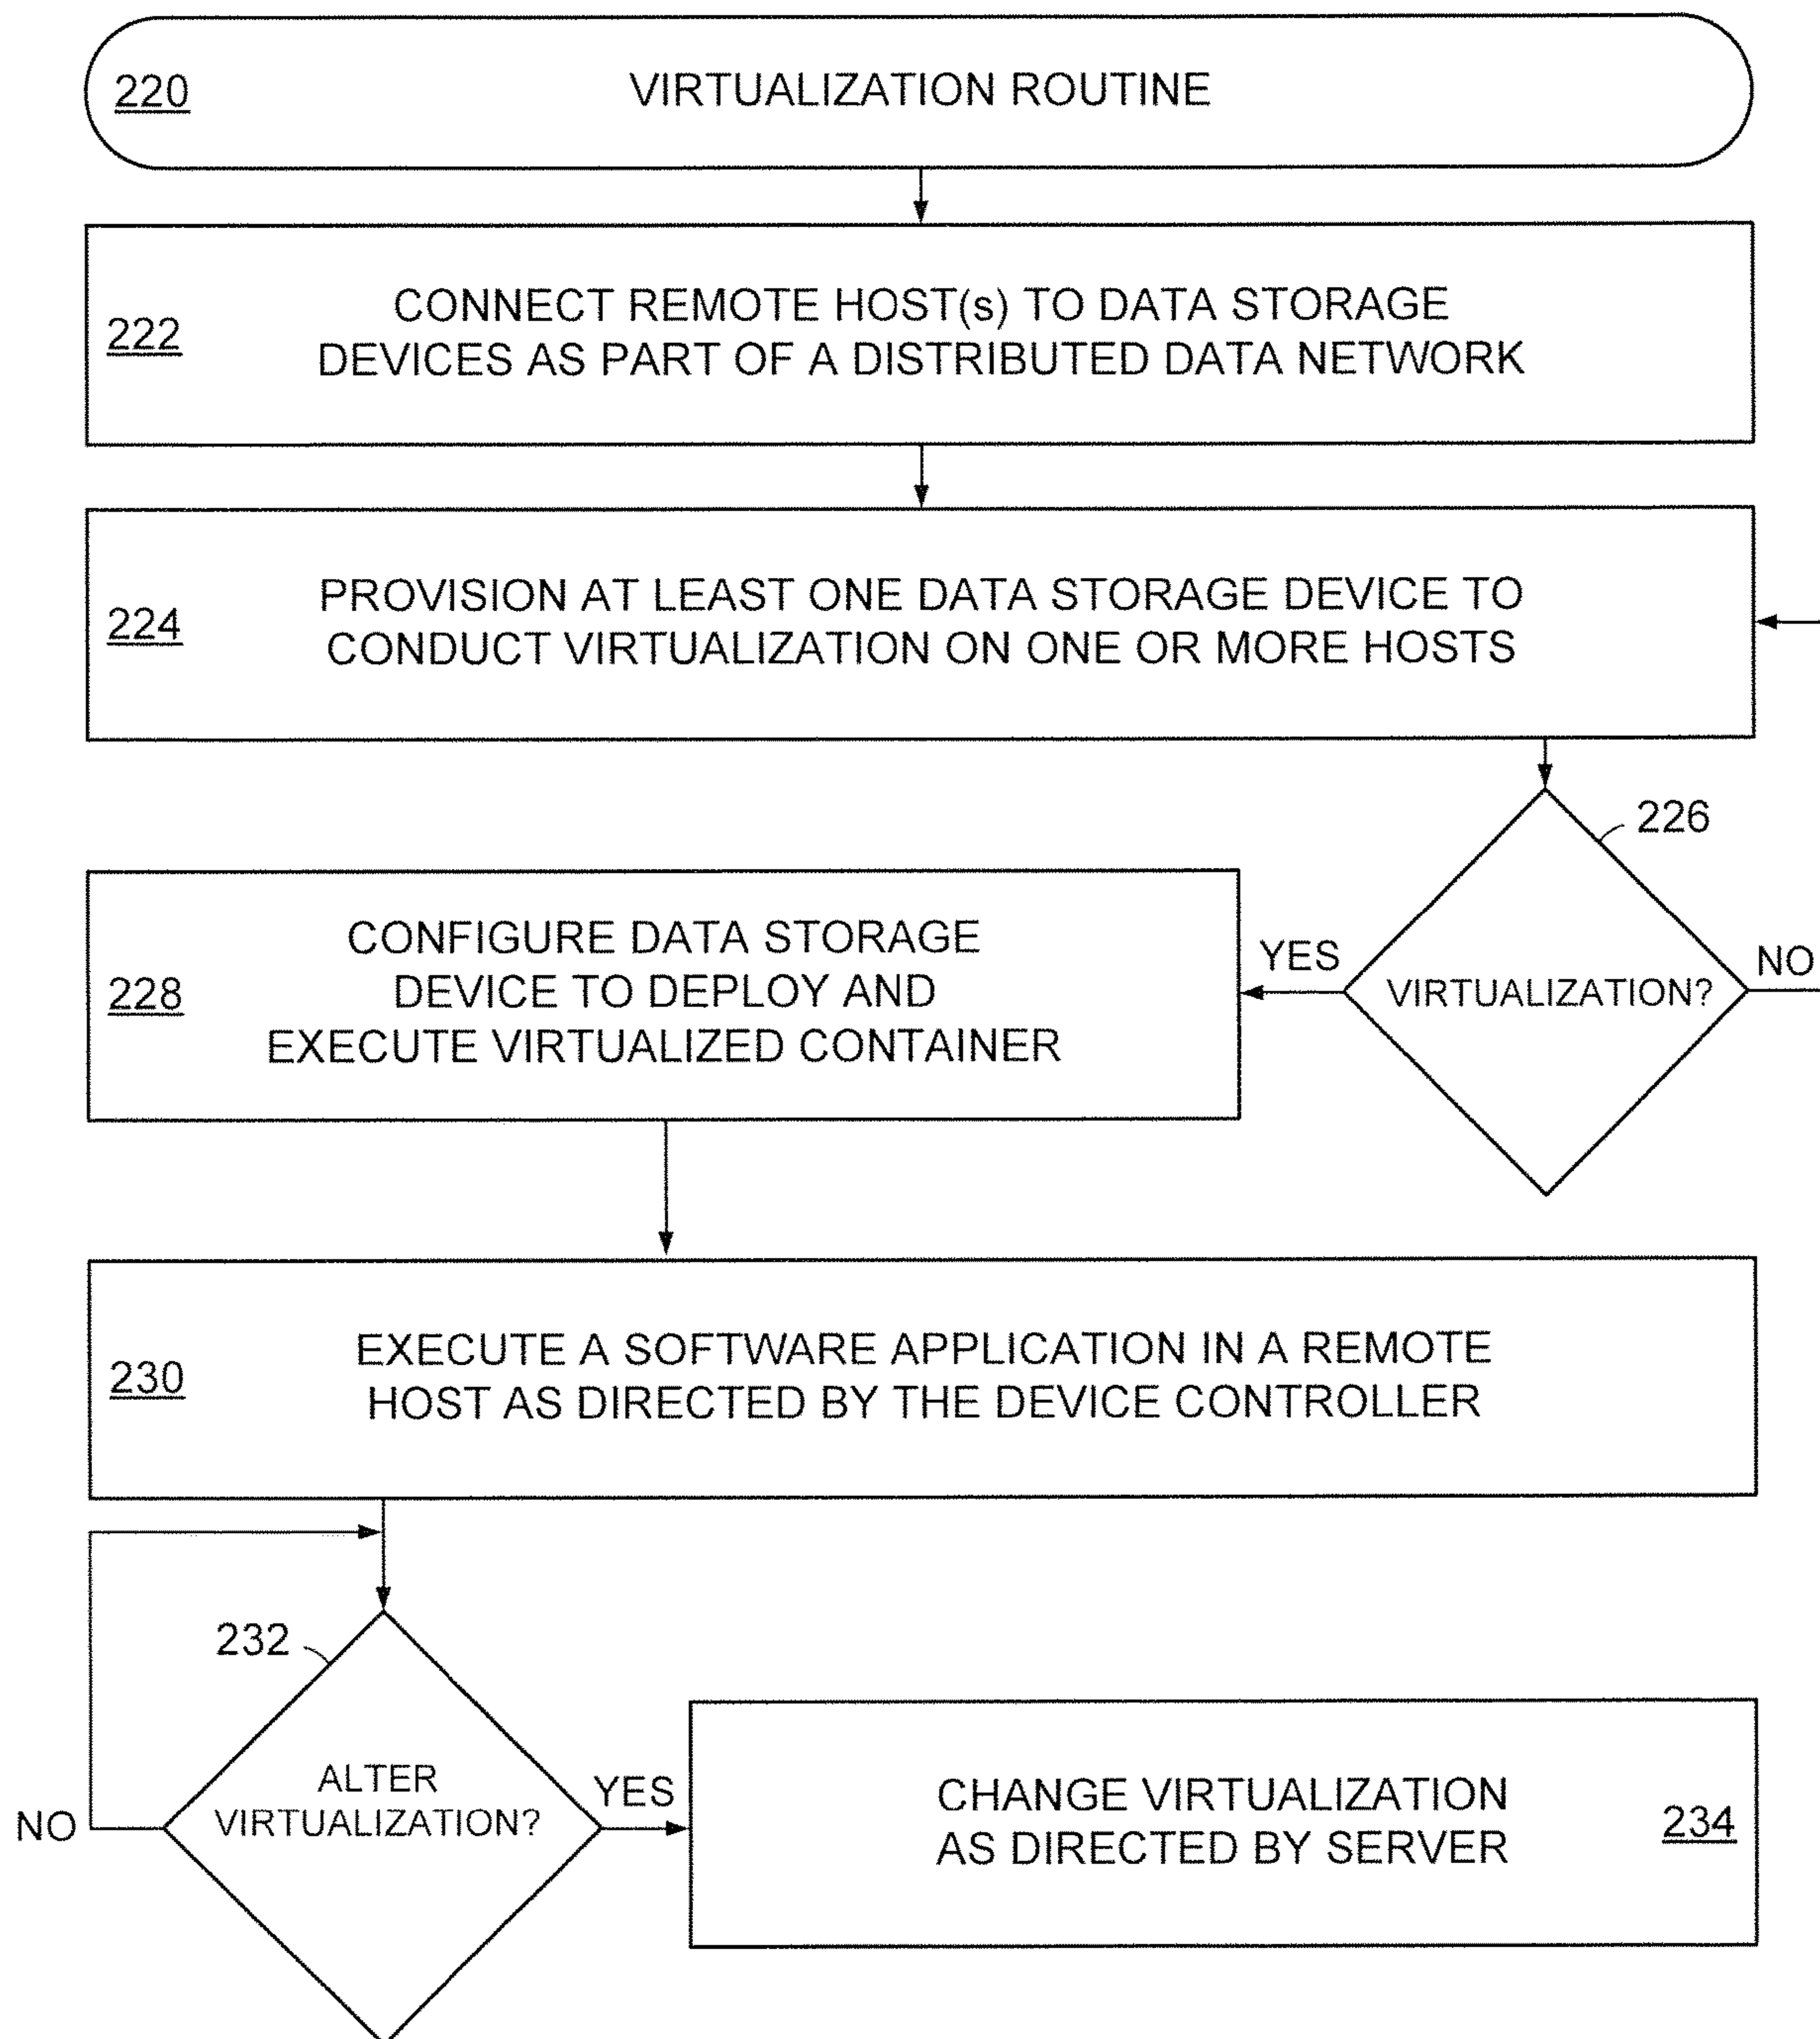 220
VIRTUALIZATION ROUTINE
222
CONNECT REMOTE HOST(s) TO DATA STORAGE
DEVICES AS PART OF A DISTRIBUTED DATA NETWORK
224
PROVISION AT LEAST ONE DATA STORAGE DEVICE TO
CONDUCT VIRTUALIZATION ON ONE OR MORE HOSTS
226
VIRTUALIZATION?
NO
YES
228
CONFIGURE DATA STORAGE
DEVICE TO DEPLOY AND
EXECUTE VIRTUALIZED CONTAINER
230
EXECUTE A SOFTWARE APPLICATION IN A REMOTE
HOST AS DIRECTED BY THE DEVICE CONTROLLER
232
ALTER
VIRTUALIZATION?
NO
YES
CHANGE VIRTUALIZATION
AS DIRECTED BY SERVER
234